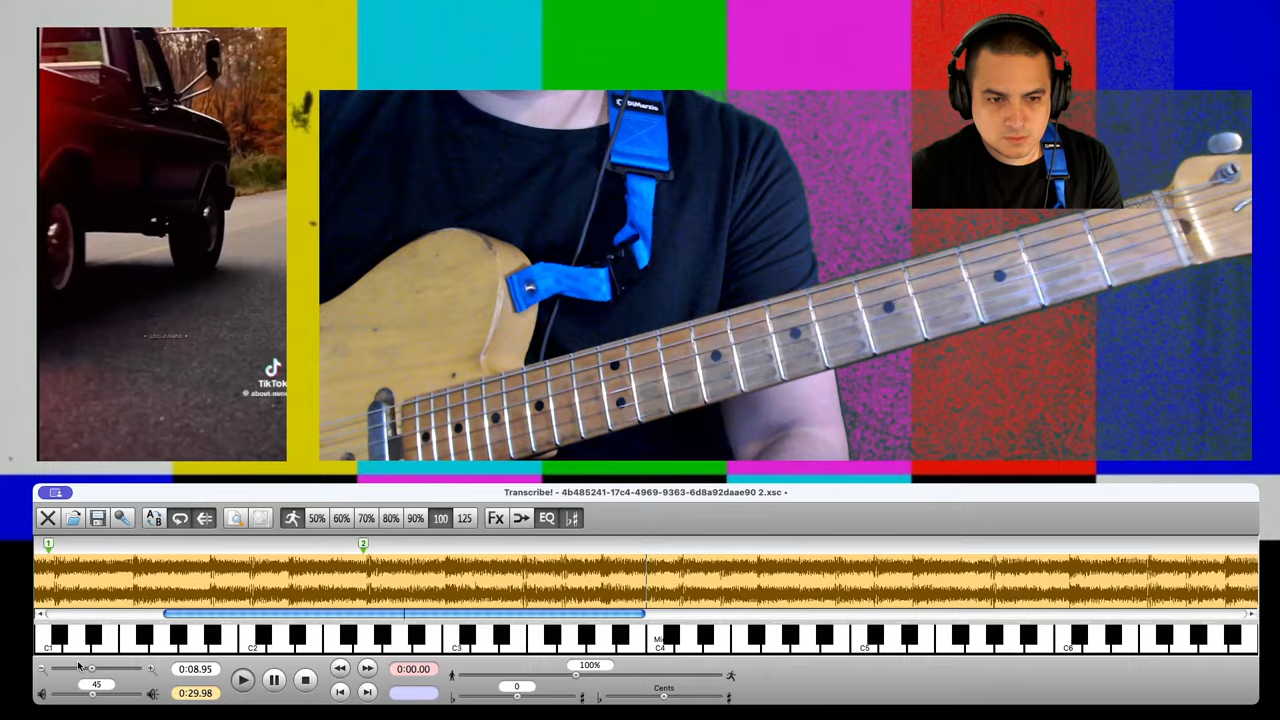 DiMarzio
TikTok
Transcribe! - 4b485241-17c4-4969-9363-6d8a92daae90 2.xsc •
50% 60% 70% 80% 90% 100 125 Fx EQ
1 2
C1 C2 C3 C4 C5 C6
0:08.95 0:00.00 100%
45 0:29.98 0 Cents